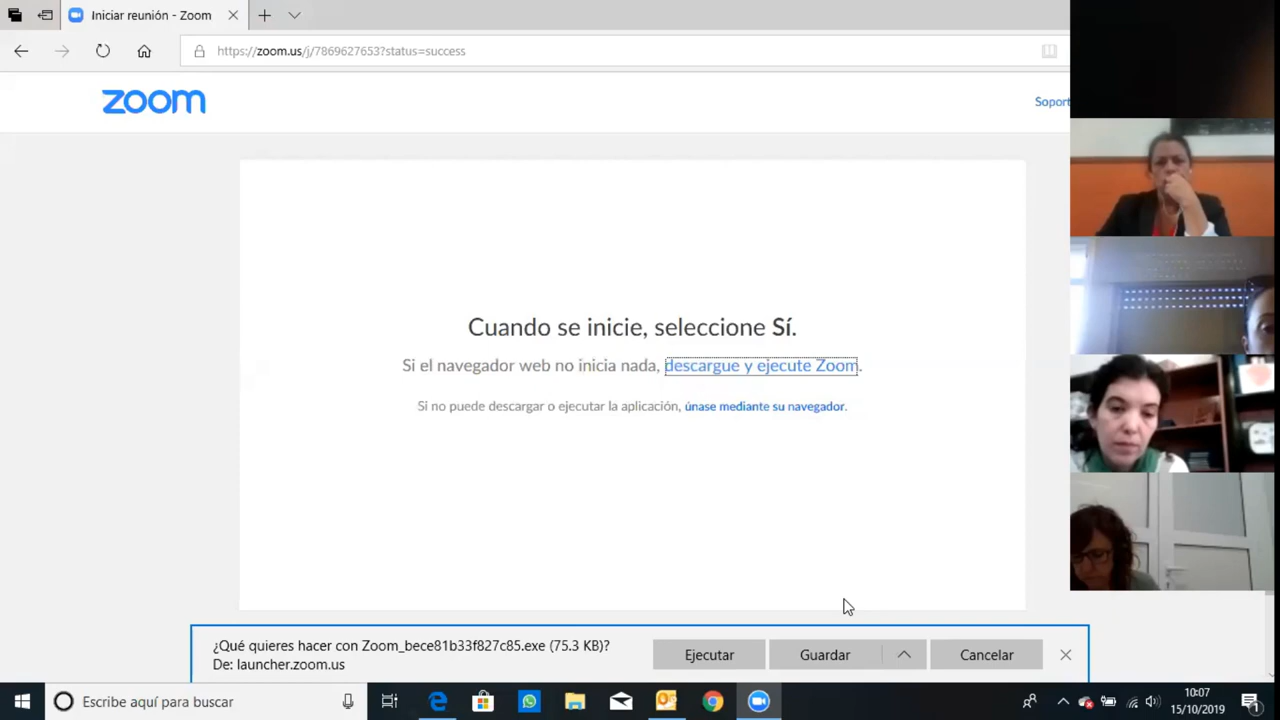 Iniciar reunión - Zoom
https://zoom.us/j/7869627653?status=success
zoom
Soport
Cuando se inicie, seleccione Sí.
Si el navegador web no inicia nada, descargue y ejecute Zoom.
Si no puede descargar o ejecutar la aplicación, únase mediante su navegador.
¿Qué quieres hacer con Zoom_bece81b33f827c85.exe (75.3 KB)?
De: launcher.zoom.us
Ejecutar
Guardar
Cancelar
Escribe aquí para buscar
10:07
15/10/2019
1